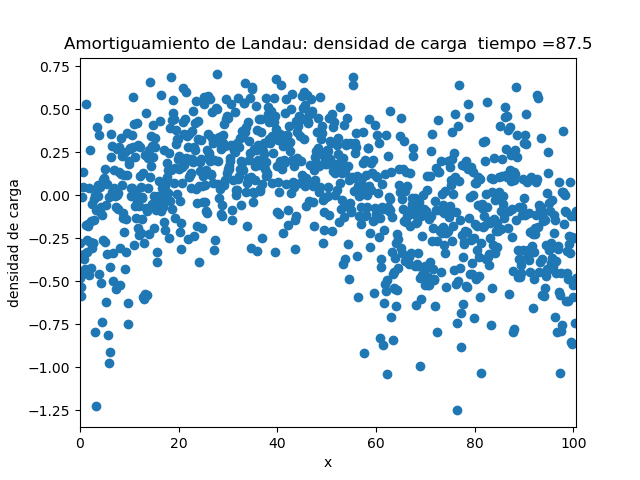 Amortiguamiento de Landau: densidad de carga  tiempo =87.5
0.75
0.50
0.25
0.00
−0.25
−0.50
−0.75
−1.00
−1.25
densidad de carga
0 20 40 60 80 100
x